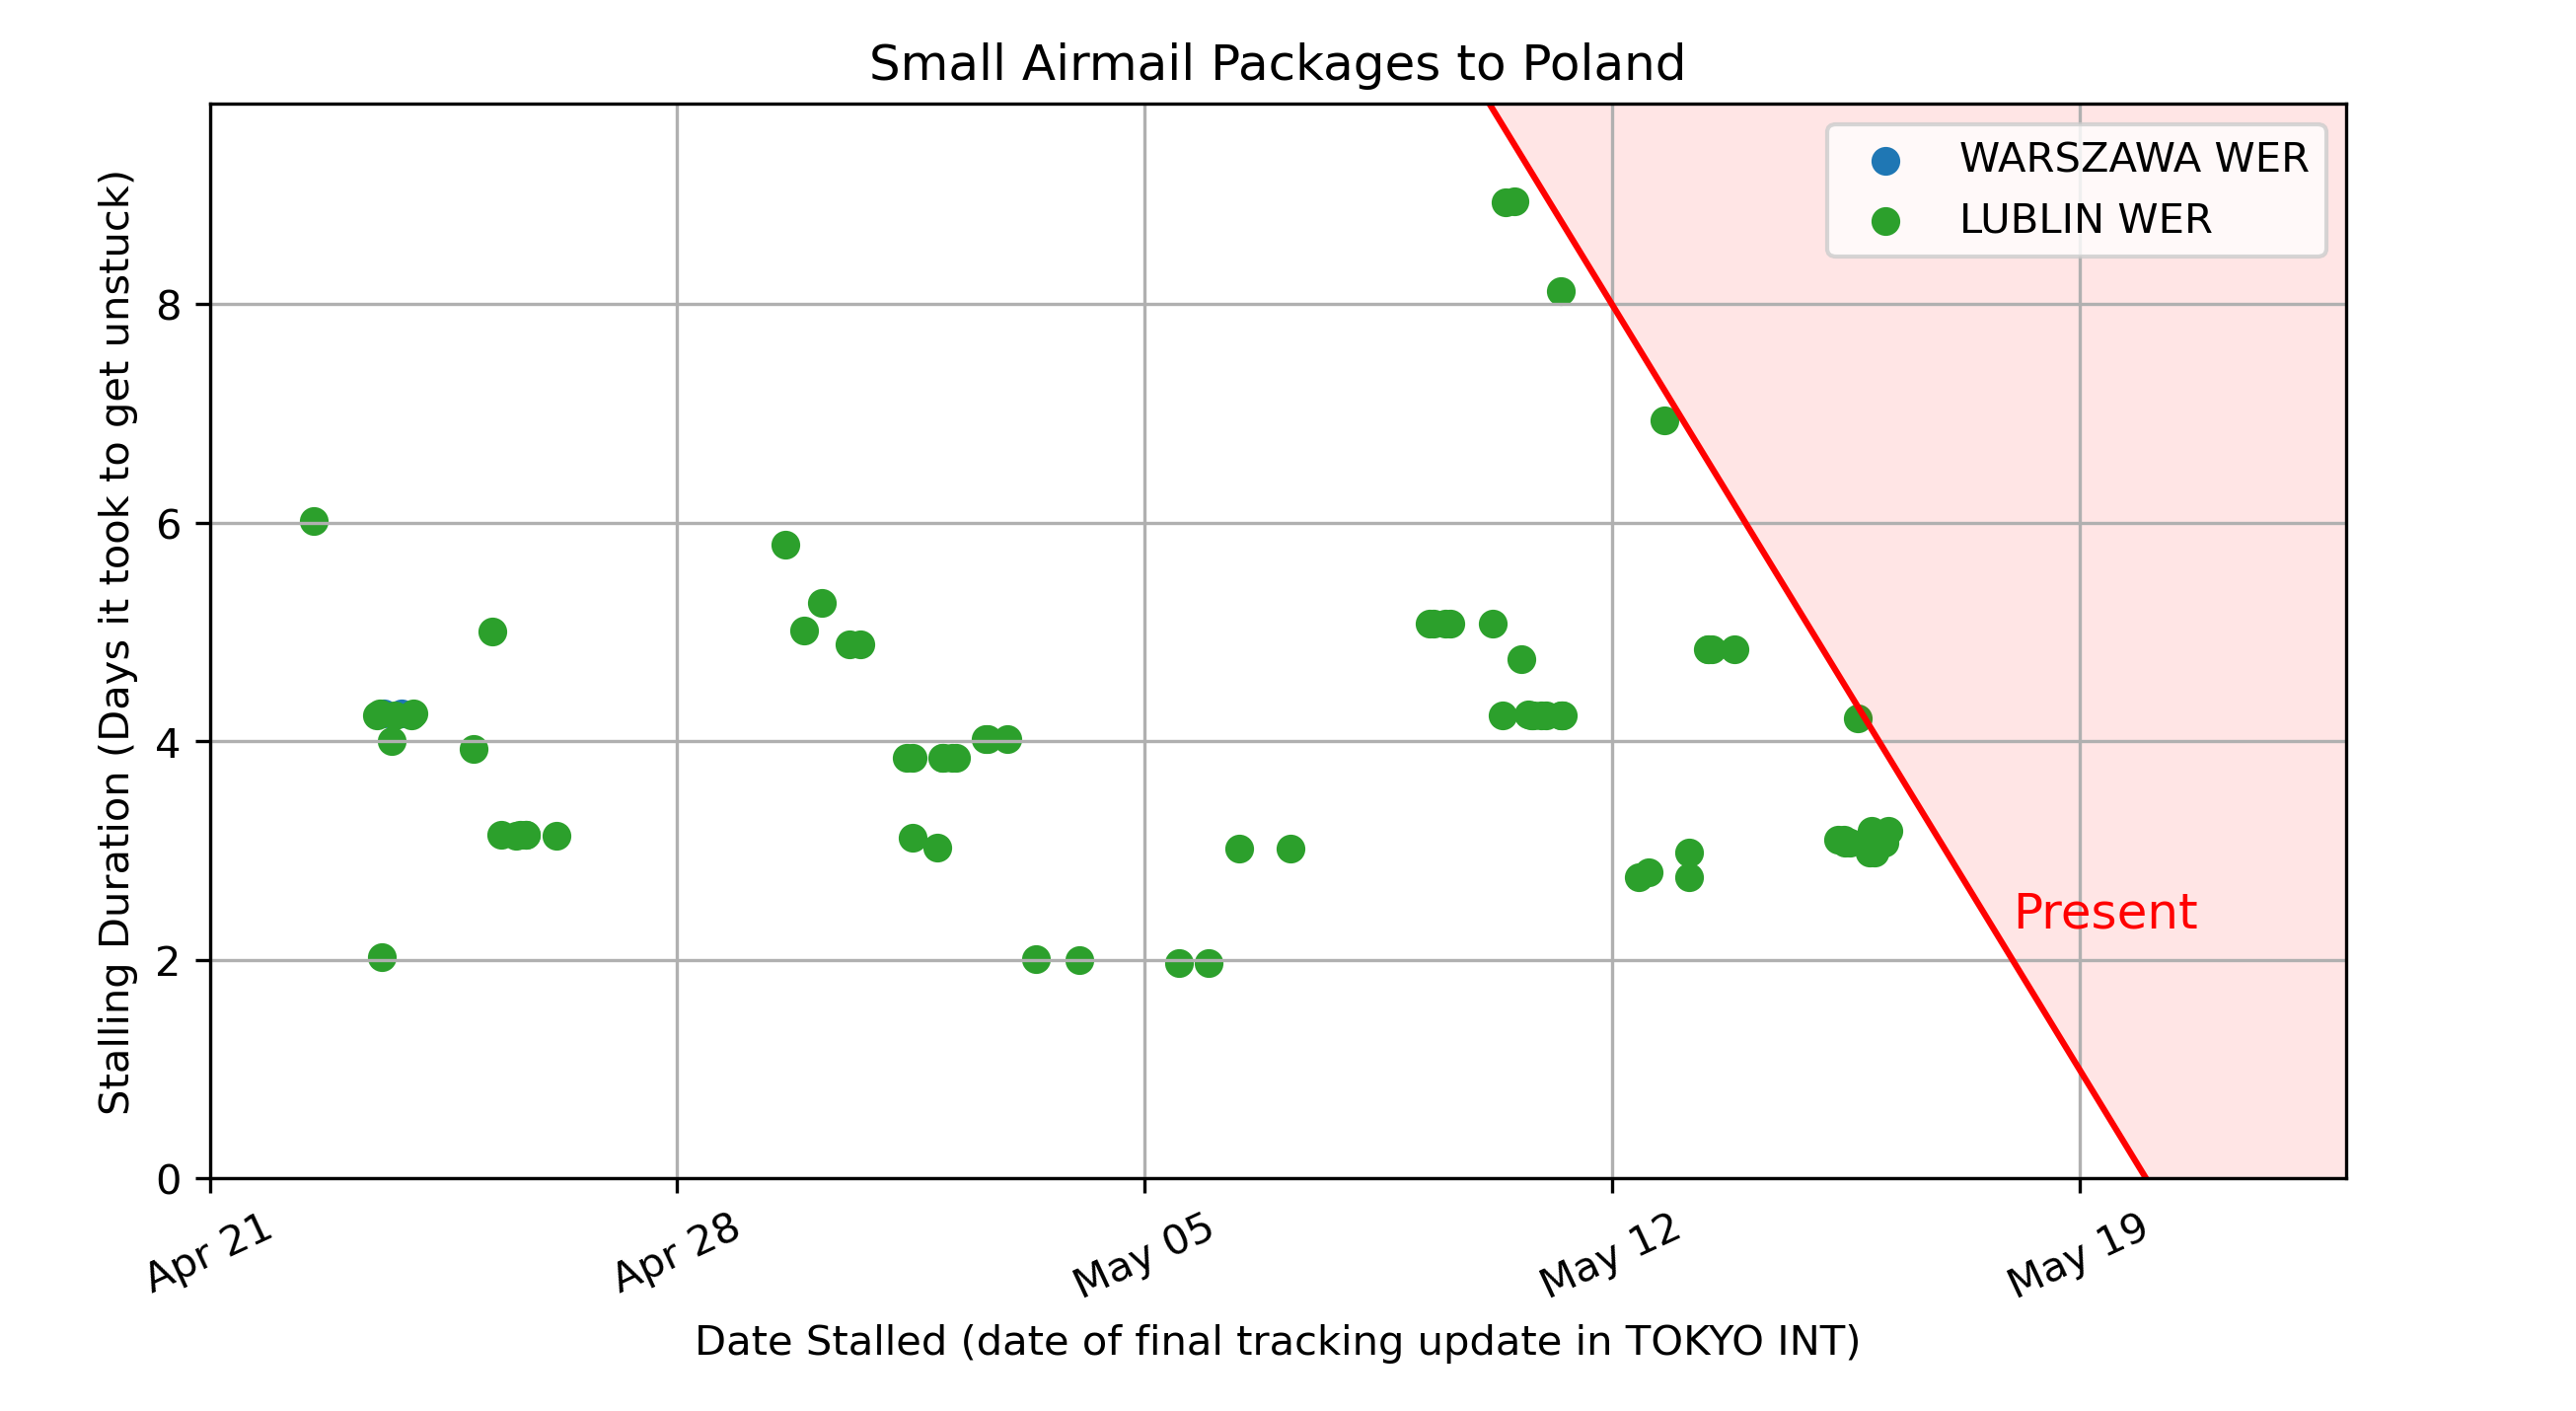 Small Airmail Packages to Poland
WARSZAWA WER
LUBLIN WER
Stalling Duration (Days it took to get unstuck)
8
6
4
2
0
Present
Apr 21
Apr 28
May 05
May 12
May 19
Date Stalled (date of final tracking update in TOKYO INT)